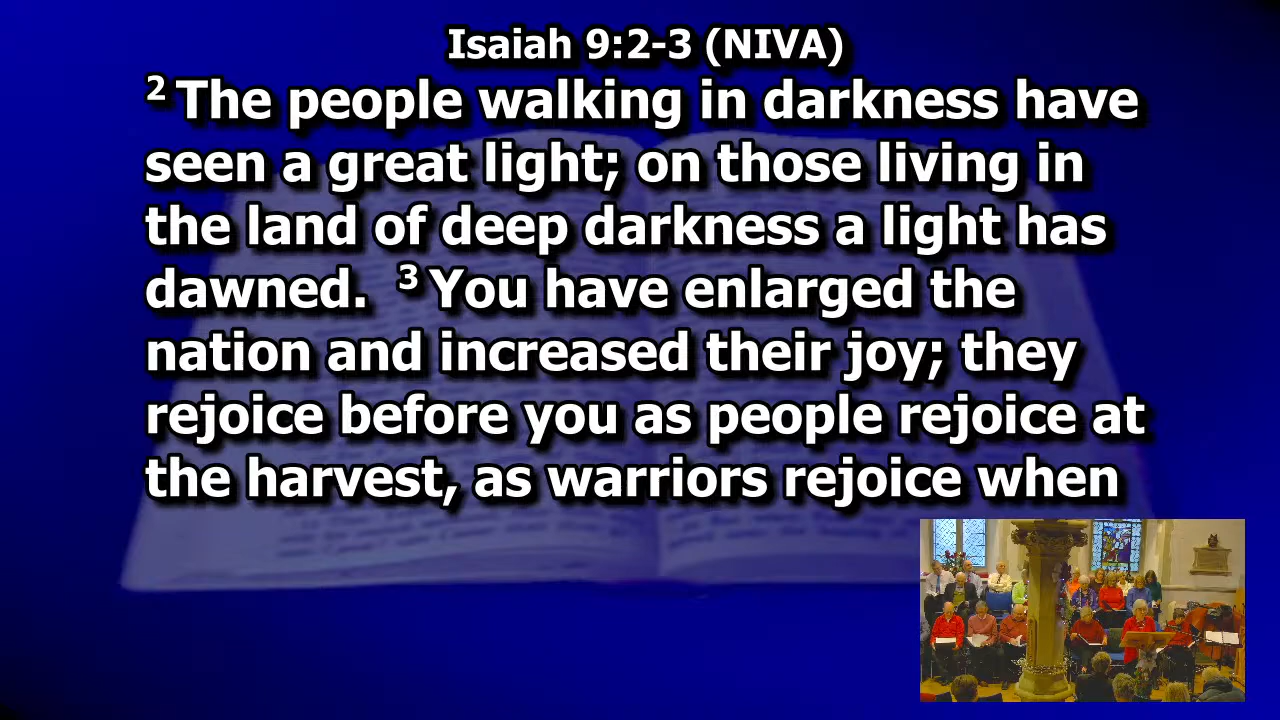 Isaiah 9:2-3 (NIVA)
2 The people walking in darkness have
seen a great light; on those living in
the land of deep darkness a light has
dawned. 3 You have enlarged the
nation and increased their joy; they
rejoice before you as people rejoice at
the harvest, as warriors rejoice when